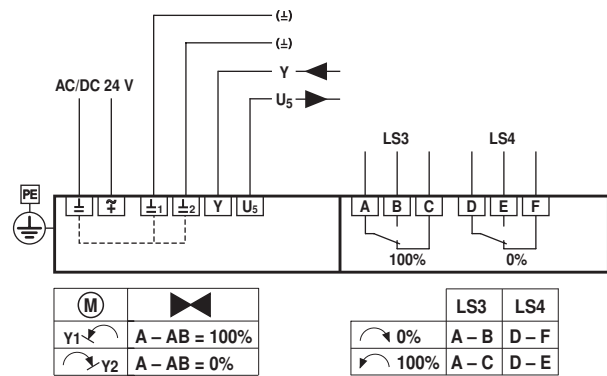 (⊥)
(⊥)
Y
AC/DC 24 V
U5
LS3 LS4
PE
⊥ ~+ ⊥1 ⊥2 Y U5 A B C D E F
100% 0%
M
Y1 A – AB = 100%
Y2 A – AB = 0%
LS3 LS4
0% A – B D – F
100% A – C D – E